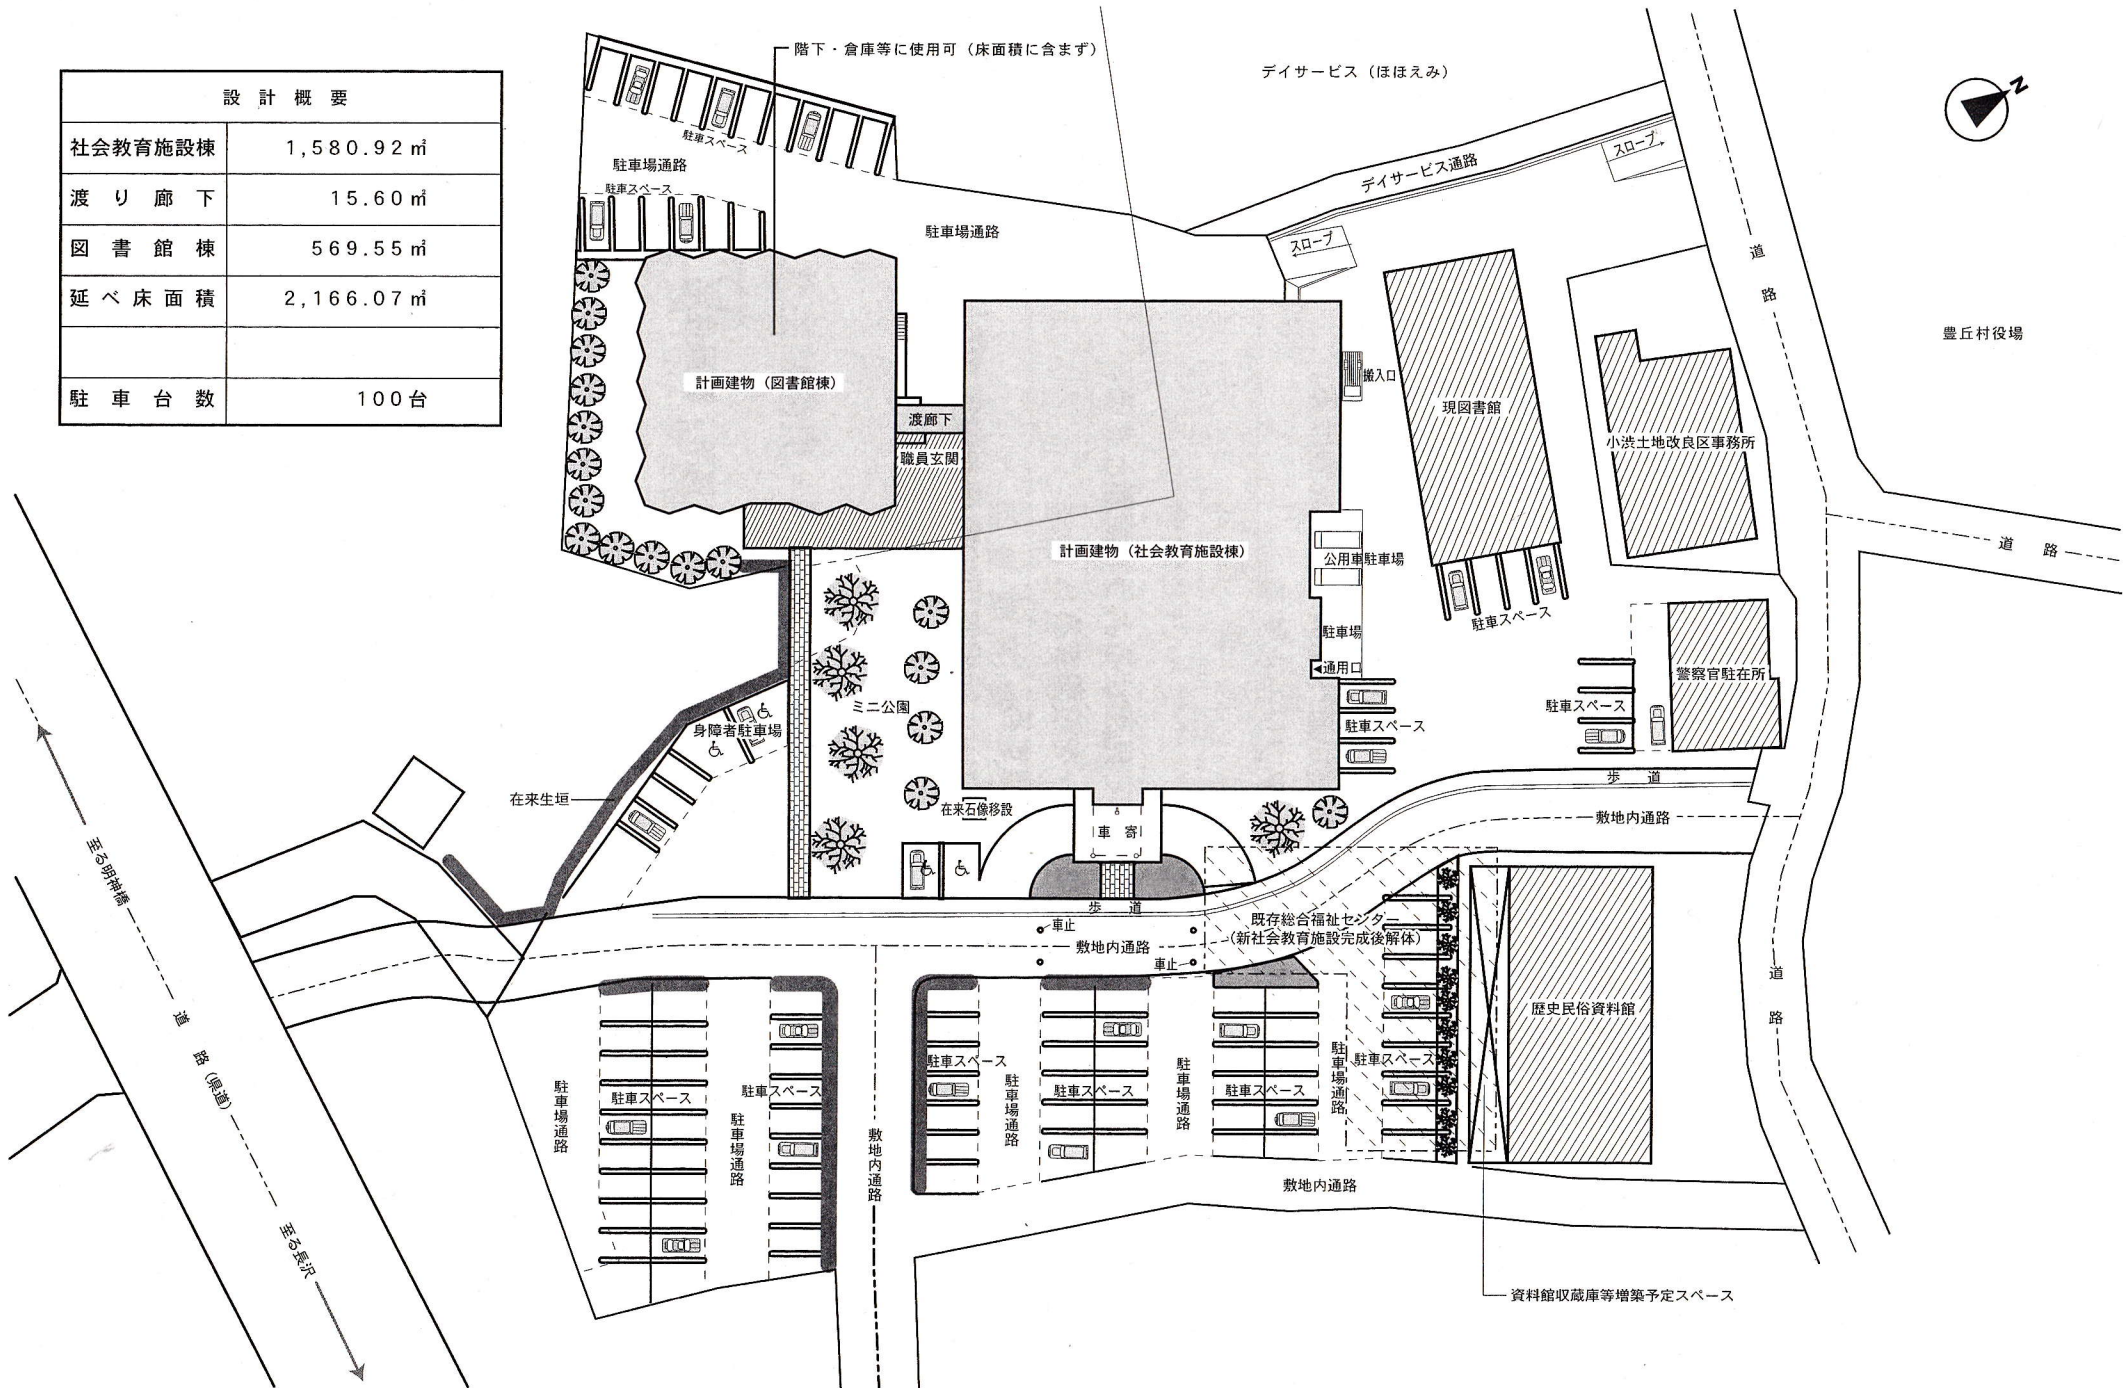 設計概要
社会教育施設棟 1,580.92㎡
渡り廊下 15.60㎡
図書館棟 569.55㎡
延べ床面積 2,166.07㎡
駐車台数 100台
階下・倉庫等に使用可（床面積に含まず）
デイサービス（ほほえみ）
N
駐車スペース
駐車場通路
駐車スペース
駐車場通路
デイサービス通路
スロープ
スロープ
道路
豊丘村役場
計画建物（図書館棟）
渡廊下
職員玄関
搬入口
現図書館
小渋土地改良区事務所
計画建物（社会教育施設棟）
公用車駐車場
道路
駐車場
通用口
駐車スペース
警察官駐在所
駐車スペース
駐車スペース
ミニ公園
身障者駐車場
在来生垣
在来石像移設
車寄
歩道
敷地内通路
至る明神橋
道路（県道）
至る長沢
歩道
車止
敷地内通路
車止
既存総合福祉センター
（新社会教育施設完成後解体）
歴史民俗資料館
道路
駐車場通路
駐車スペース
駐車場通路
駐車スペース
敷地内通路
駐車スペース
駐車場通路
駐車スペース
駐車場通路
駐車スペース
駐車場通路
駐車スペース
敷地内通路
資料館収蔵庫等増築予定スペース